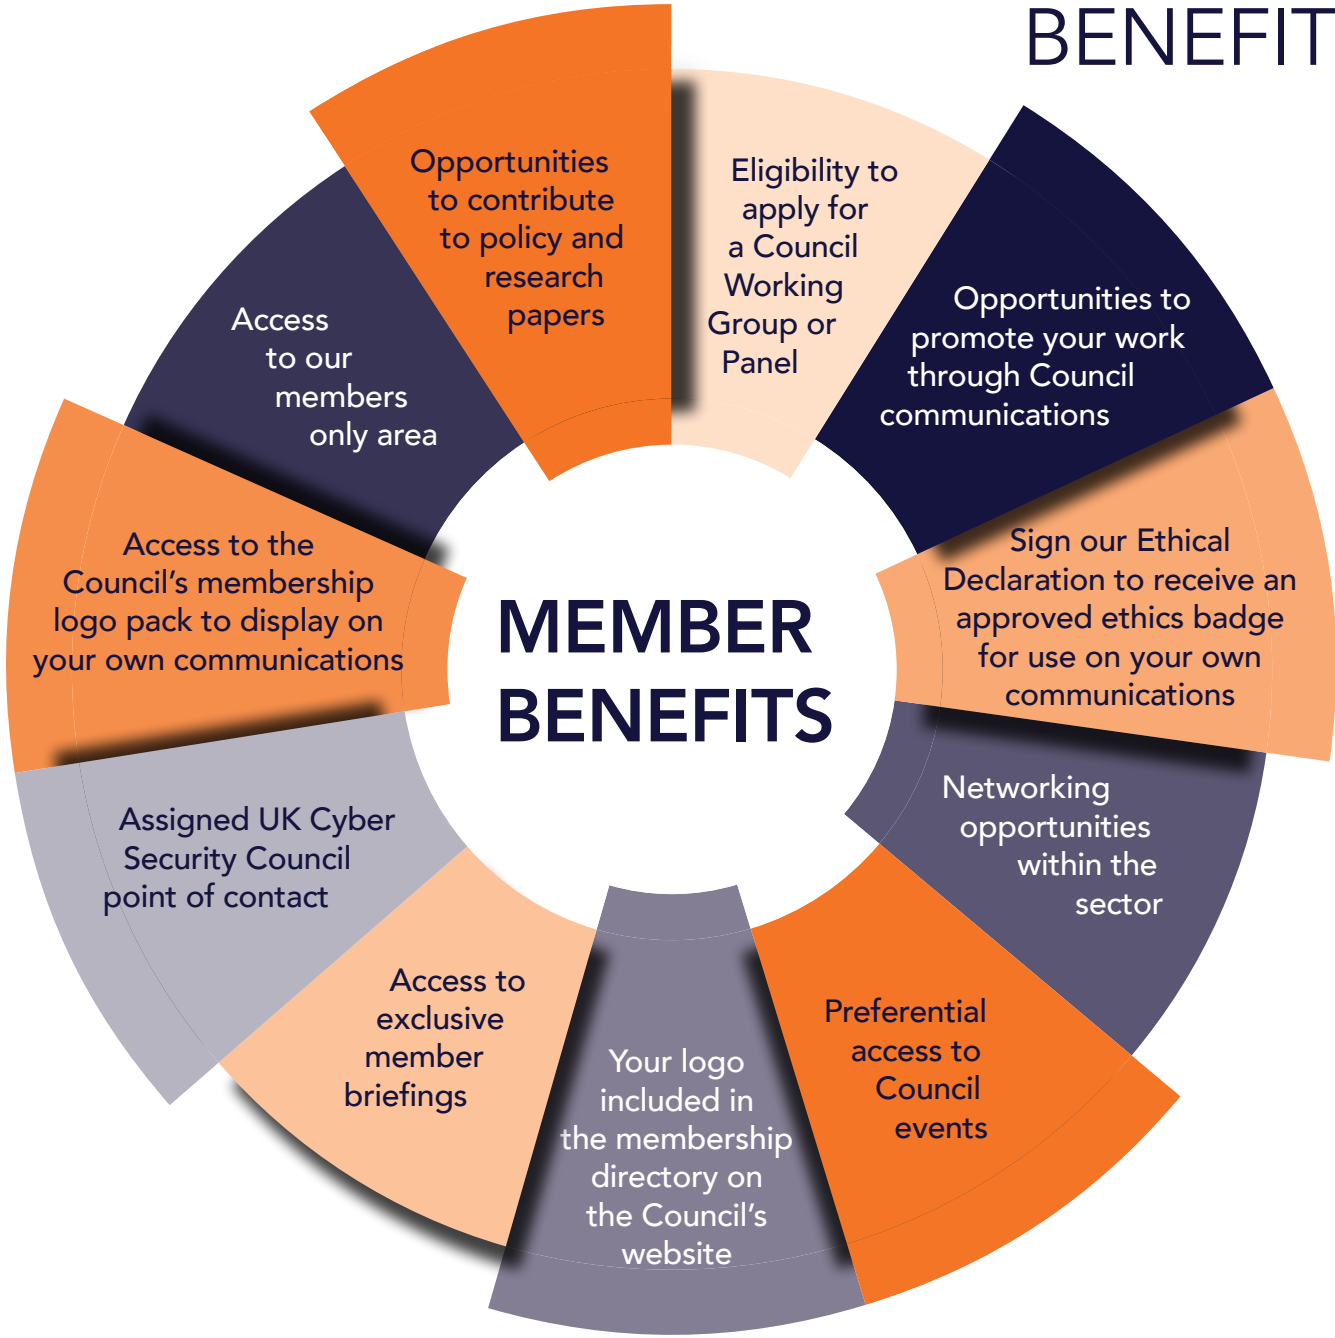 BENEFIT
Eligibility to
apply for
a Council
Working
Group or
Panel
Opportunities to
promote your work
through Council
communications
Sign our Ethical
Declaration to receive an
approved ethics badge
for use on your own
communications
Networking
opportunities
within the
sector
Preferential
access to
Council
events
Your logo
included in
the membership
directory on
the Council's
website
Access to
exclusive
member
briefings
Assigned UK Cyber
Security Council
point of contact
Access to the
Council's membership
logo pack to display on
your own communications
Access
to our
members
only area
Opportunities
to contribute
to policy and
research
papers
MEMBER
BENEFITS